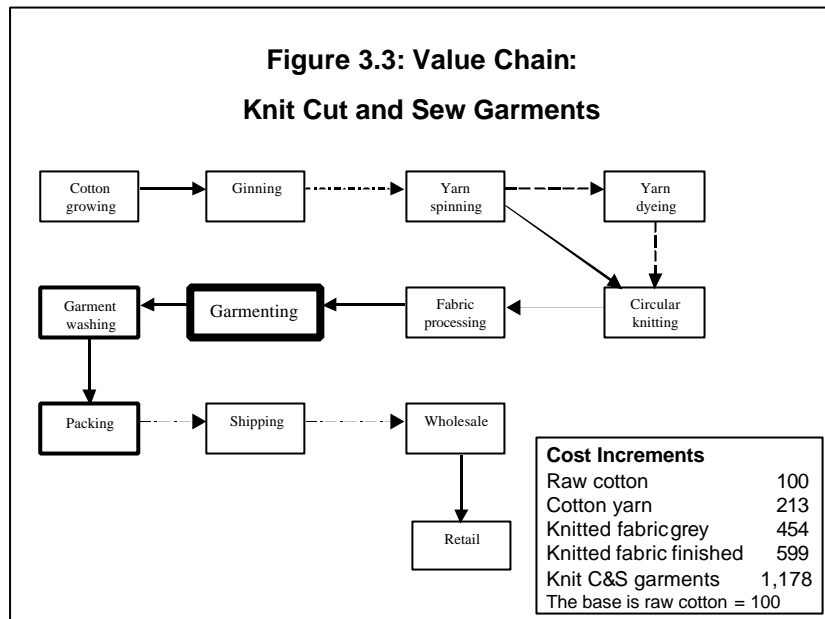 Figure 3.3: Value Chain:
Knit Cut and Sew Garments
Cotton
growing
Ginning
Yarn
spinning
Yarn
dyeing
Garment
washing
Garmenting
Fabric
processing
Circular
knitting
Packing
Shipping
Wholesale
Retail
Cost Increments
Raw cotton 100
Cotton yarn 213
Knitted fabric grey 454
Knitted fabric finished 599
Knit C&S garments 1,178
The base is raw cotton = 100